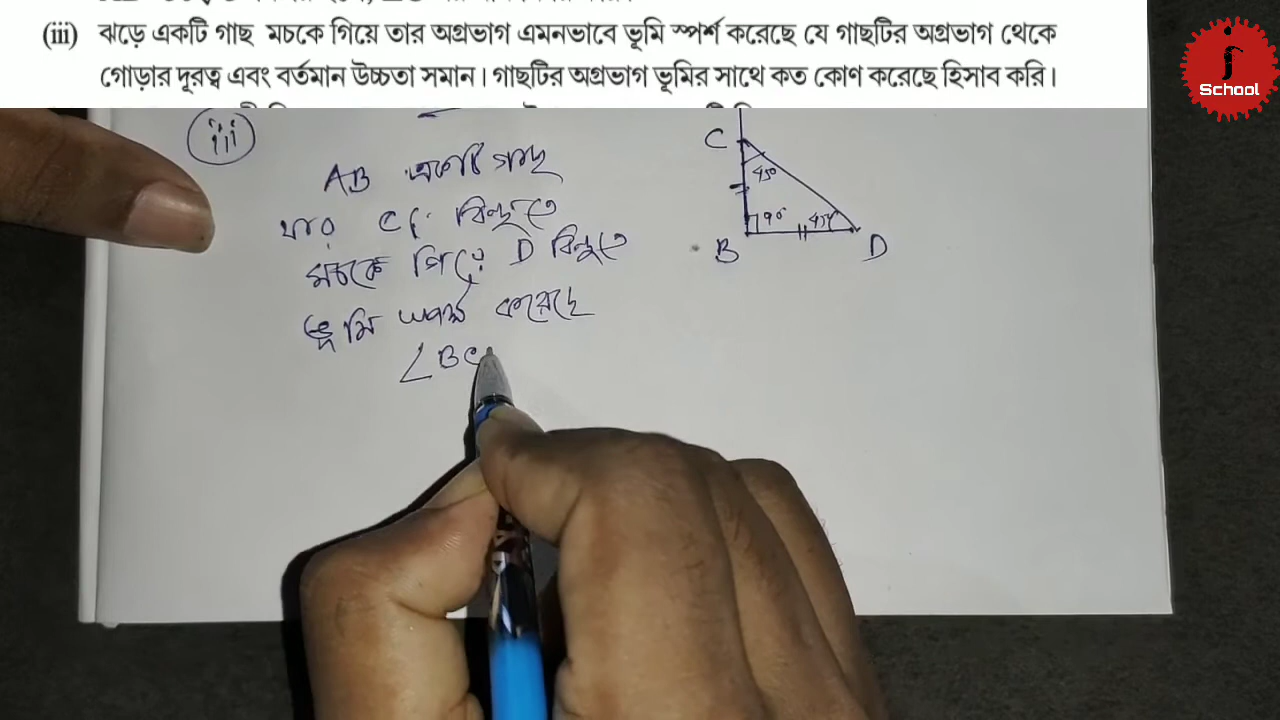 (iii) ঝড়ে একটি গাছ মচকে গিয়ে তার অগ্রভাগ এমনভাবে ভূমি স্পর্শ করেছে যে গাছটির অগ্রভাগ থেকে
গোড়ার দূরত্ব এবং বর্তমান উচ্চতা সমান। গাছটির অগ্রভাগ ভূমির সাথে কত কোণ করেছে হিসাব করি।
j School
iii
AB একটি গাছ
যার C বিন্দুতে
মচকে গিয়ে D বিন্দুতে
ভূমি স্পর্শ করেছে
∠BC
C
45°
90° 45°
B D